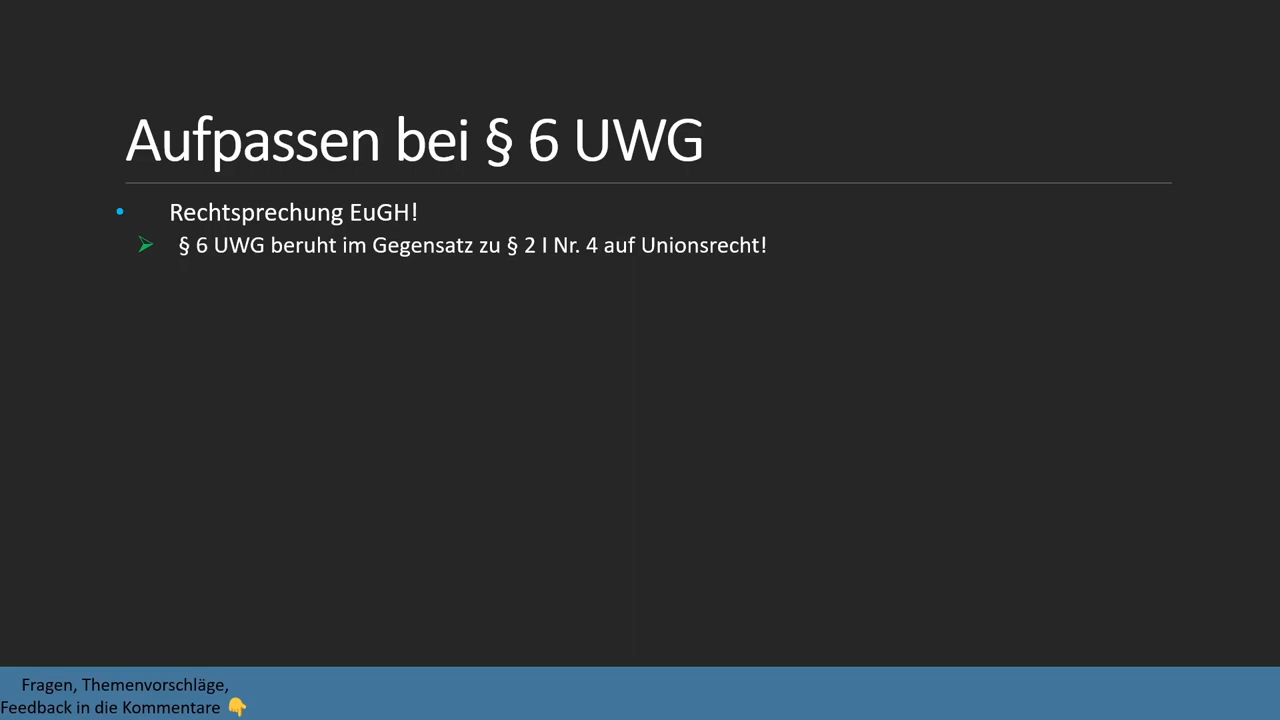 Aufpassen bei § 6 UWG
• Rechtsprechung EuGH!
➢ § 6 UWG beruht im Gegensatz zu § 2 I Nr. 4 auf Unionsrecht!
Fragen, Themenvorschläge,
Feedback in die Kommentare 👇